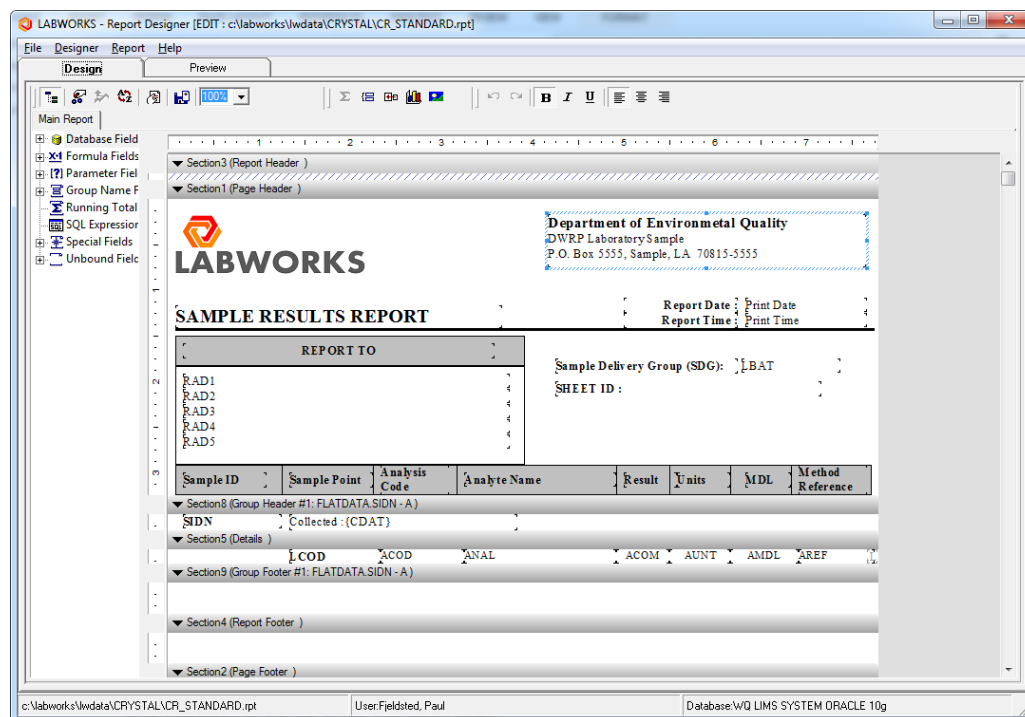 LABWORKS - Report Designer [EDIT : c:\labworks\lwdata\CRYSTAL\CR_STANDARD.rpt]
File Designer Report Help
Design Preview
100%
B I U
Main Report
Database Field
Formula Fields
Parameter Fiel
Group Name F
Running Total
SQL Expression
Special Fields
Unbound Field
1 2 3 4 5 6 7
Section3 (Report Header )
Section1 (Page Header )
LABWORKS
Department of Environmetal Quality
DWRP Laboratory Sample
P.O. Box 5555, Sample, LA 70815-5555
SAMPLE RESULTS REPORT
Report Date : Print Date
Report Time : Print Time
REPORT TO
Sample Delivery Group (SDG): LBAT
SHEET ID :
RAD1
RAD2
RAD3
RAD4
RAD5
Sample ID Sample Point Analysis Code Analyte Name Result Units MDL Method Reference
Section8 (Group Header #1: FLATDATA.SIDN - A )
SIDN Collected :{CDAT}
Section5 (Details )
LCOD ACOD ANAL ACOM AUNT AMDL AREF
Section9 (Group Footer #1: FLATDATA.SIDN - A )
Section4 (Report Footer )
Section2 (Page Footer )
c:\labworks\lwdata\CRYSTAL\CR_STANDARD.rpt User:Fjeldsted, Paul Database:WQ LIMS SYSTEM ORACLE 10g